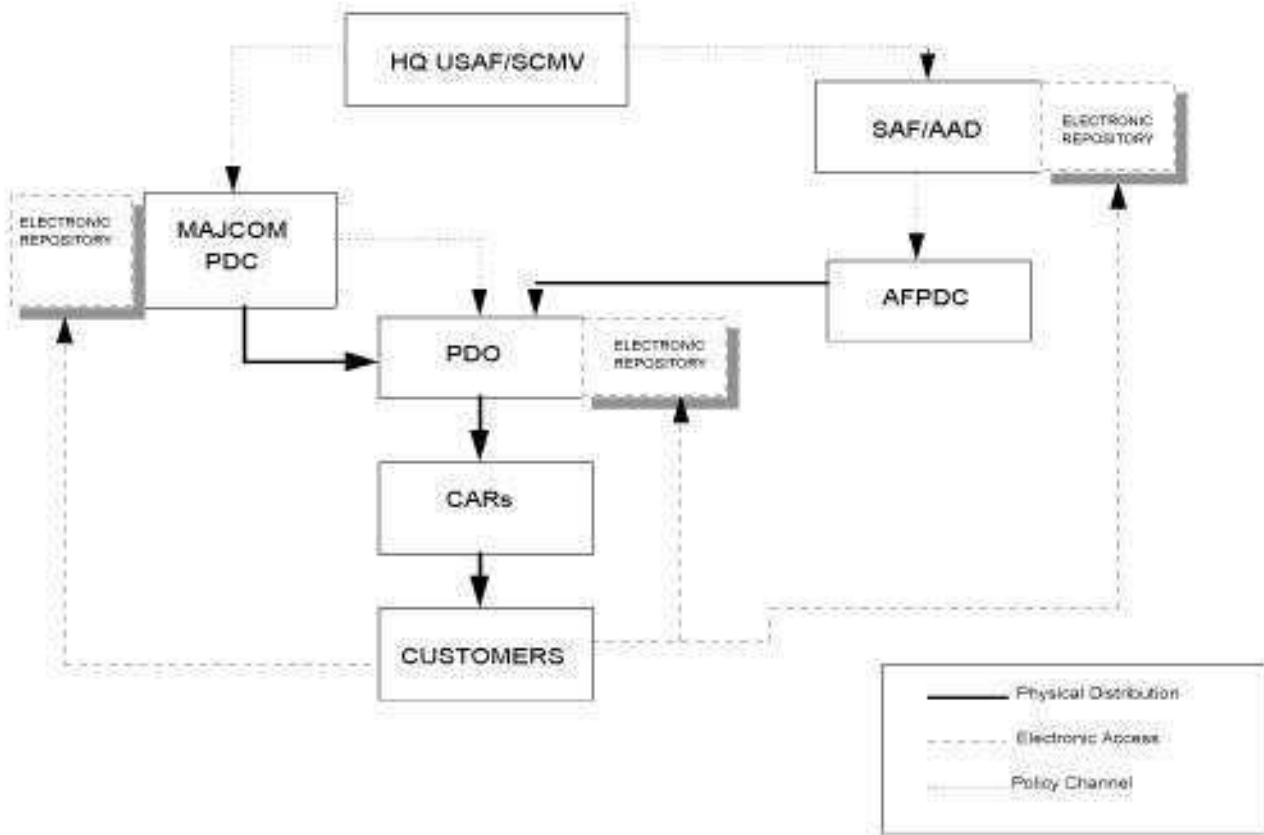 HQ USAF/SCMV
SAF/AAD
ELECTRONIC
REPOSITORY
ELECTRONIC
REPOSITORY
MAJCOM
PDC
AFPDC
PDO
ELECTRONIC
REPOSITORY
CARs
CUSTOMERS
Physical Distribution
Electronic Access
Policy Channel